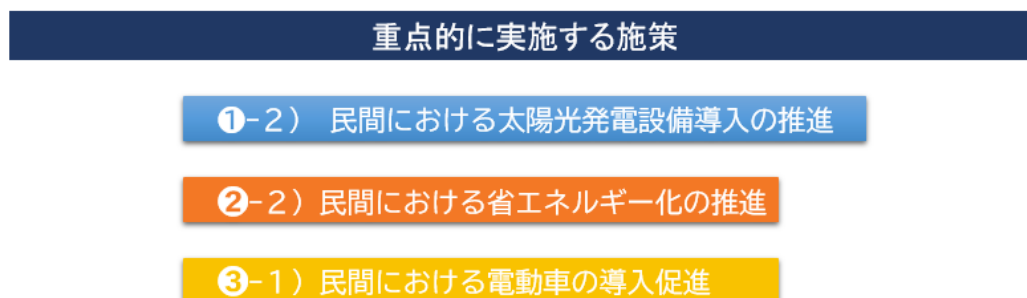 重点的に実施する施策
❶-2） 民間における太陽光発電設備導入の推進
❷-2）民間における省エネルギー化の推進
❸-1）民間における電動車の導入促進